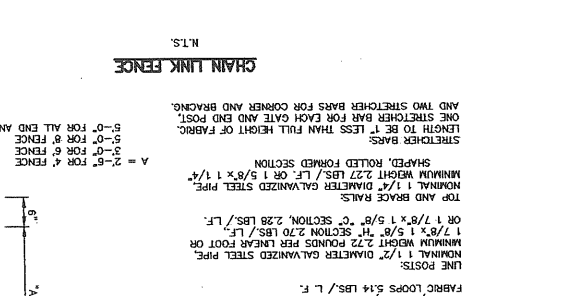 FABRIC LOOPS 5.14 LBS./ L. F.
LINE POSTS:
NOMINAL 1 1/2" DIAMETER GALVANIZED STEEL PIPE,
MINIMUM WEIGHT 2.72 POUNDS PER LINEAR FOOT OR
1 7/8"x 1 5/8" "H" SECTION 2.70 LBS./ LF.,
OR 1 7/8"x 1 5/8" "C" SECTION, 2.28 LBS./ LF.
TOP AND BRACE RAILS:
NOMINAL 1 1/4" DIAMETER GALVANIZED STEEL PIPE,
MINIMUM WEIGHT 2.27 LBS./ LF. OR 1 5/8"x 1 1/4"
SHAPED, ROLLED FORMED SECTION
STRETCHER BARS:
LENGTH TO BE 1" LESS THAN FULL HEIGHT OF FABRIC.
ONE STRETCHER BAR FOR EACH GATE AND END POST,
AND TWO STRETCHER BARS FOR CORNER AND BRACING.
"A
6"
A = 2'-6" FOR 4' FENCE
3'-0" FOR 6' FENCE
5'-0" FOR 8' FENCE
5'-0" FOR ALL END AN
CHAIN LINK FENCE
N.T.S.